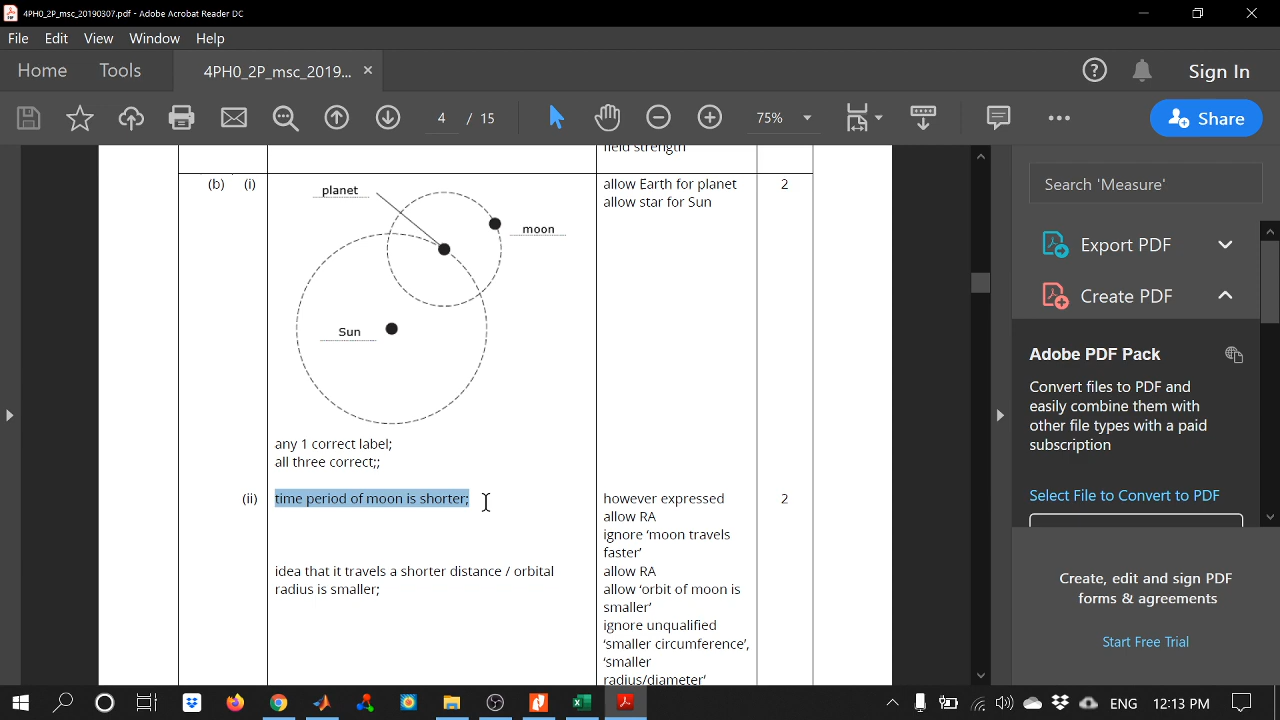 4PH0_2P_msc_20190307.pdf - Adobe Acrobat Reader DC
File Edit View Window Help
Home Tools 4PH0_2P_msc_2019... × Sign In
4 / 15 75% Share
field strength
(b) (i) planet allow Earth for planet 2
allow star for Sun
moon
Sun
any 1 correct label;
all three correct;;
(ii) time period of moon is shorter; however expressed 2
allow RA
ignore 'moon travels
faster'
idea that it travels a shorter distance / orbital allow RA
radius is smaller; allow 'orbit of moon is
smaller'
ignore unqualified
'smaller circumference',
'smaller
radius/diameter'
Search 'Measure'
Export PDF
Create PDF
Adobe PDF Pack
Convert files to PDF and
easily combine them with
other file types with a paid
subscription
Select File to Convert to PDF
Create, edit and sign PDF
forms & agreements
Start Free Trial
ENG 12:13 PM